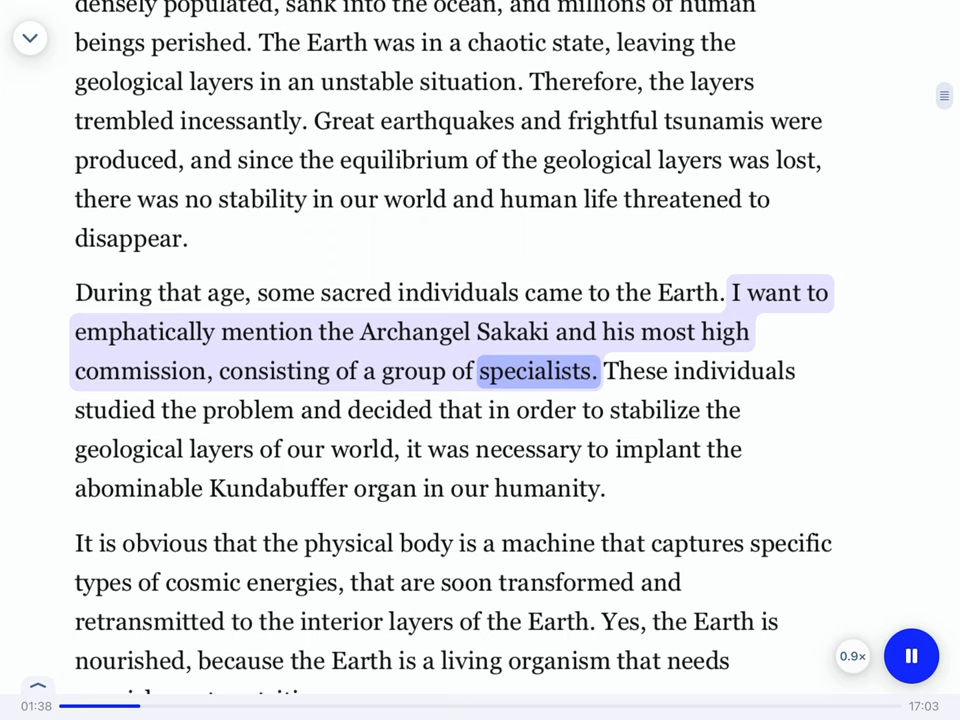 densely populated, sank into the ocean, and millions of human
beings perished. The Earth was in a chaotic state, leaving the
geological layers in an unstable situation. Therefore, the layers
trembled incessantly. Great earthquakes and frightful tsunamis were
produced, and since the equilibrium of the geological layers was lost,
there was no stability in our world and human life threatened to
disappear.
During that age, some sacred individuals came to the Earth. I want to
emphatically mention the Archangel Sakaki and his most high
commission, consisting of a group of specialists. These individuals
studied the problem and decided that in order to stabilize the
geological layers of our world, it was necessary to implant the
abominable Kundabuffer organ in our humanity.
It is obvious that the physical body is a machine that captures specific
types of cosmic energies, that are soon transformed and
retransmitted to the interior layers of the Earth. Yes, the Earth is
nourished, because the Earth is a living organism that needs
0.9×
01:38
17:03